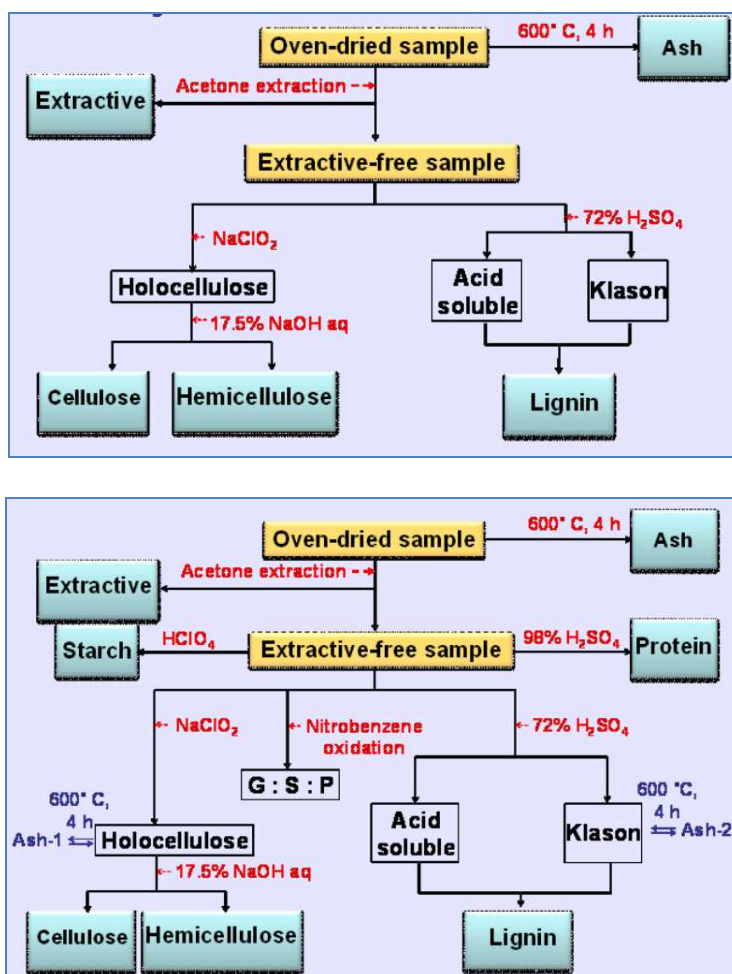 Oven-dried sample
600° C, 4 h
Ash
Acetone extraction
Extractive
Extractive-free sample
NaClO₂
72% H₂SO₄
Holocellulose
Acid
soluble
Klason
17.5% NaOH aq
Cellulose
Hemicellulose
Lignin
Oven-dried sample
600° C, 4 h
Ash
Acetone extraction
Extractive
Starch
HClO₄
Extractive-free sample
98% H₂SO₄
Protein
NaClO₂
Nitrobenzene
oxidation
72% H₂SO₄
G : S : P
600° C,
4 h
Ash-1
Holocellulose
Acid
soluble
Klason
600 °C,
4 h
Ash-2
17.5% NaOH aq
Cellulose
Hemicellulose
Lignin